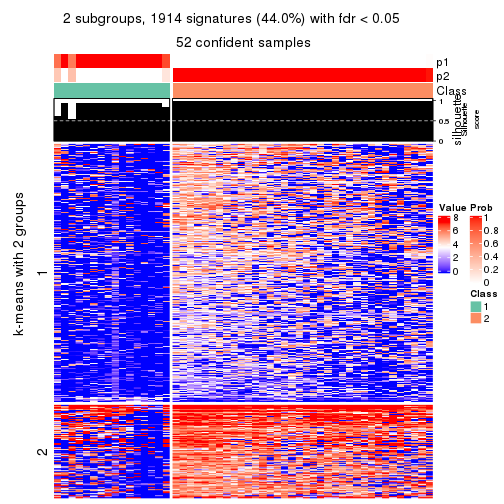 2 subgroups, 1914 signatures (44.0%) with fdr < 0.05
52 confident samples
p1
p2
Class
1
0.5
0
silhouette
Silhouette
score
k-means with 2 groups
1
2
Value
8
6
4
2
0
Prob
1
0.8
0.6
0.4
0.2
0
Class
1
2